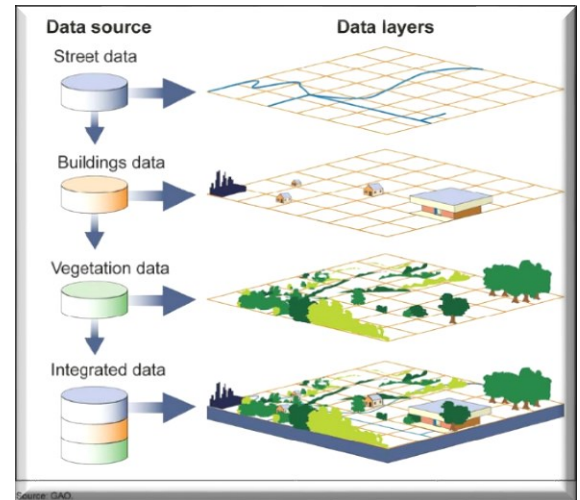 Data source
Data layers
Street data
Buildings data
Vegetation data
Integrated data
Source: GAO.